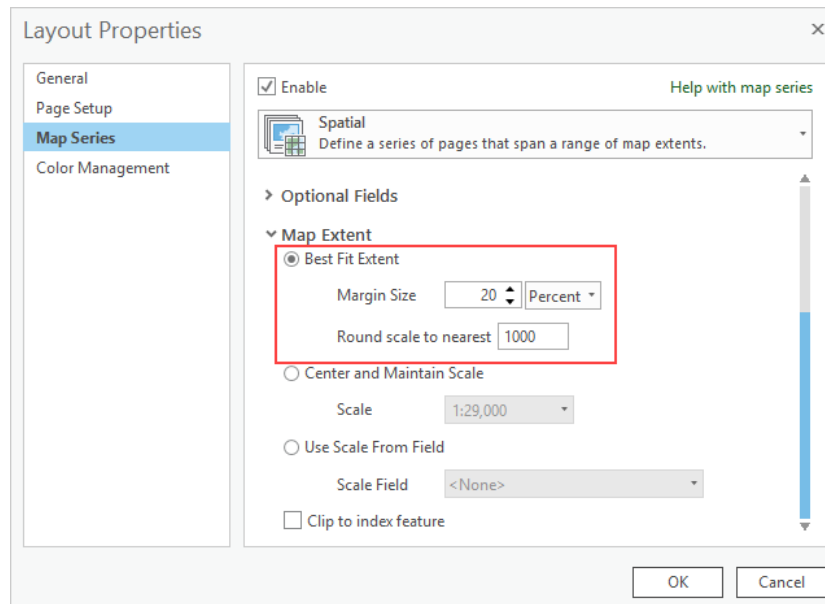 Layout Properties
General
Page Setup
Map Series
Color Management
Enable
Help with map series
Spatial
Define a series of pages that span a range of map extents.
Optional Fields
Map Extent
Best Fit Extent
Margin Size 20 Percent
Round scale to nearest 1000
Center and Maintain Scale
Scale 1:29,000
Use Scale From Field
Scale Field <None>
Clip to index feature
OK Cancel